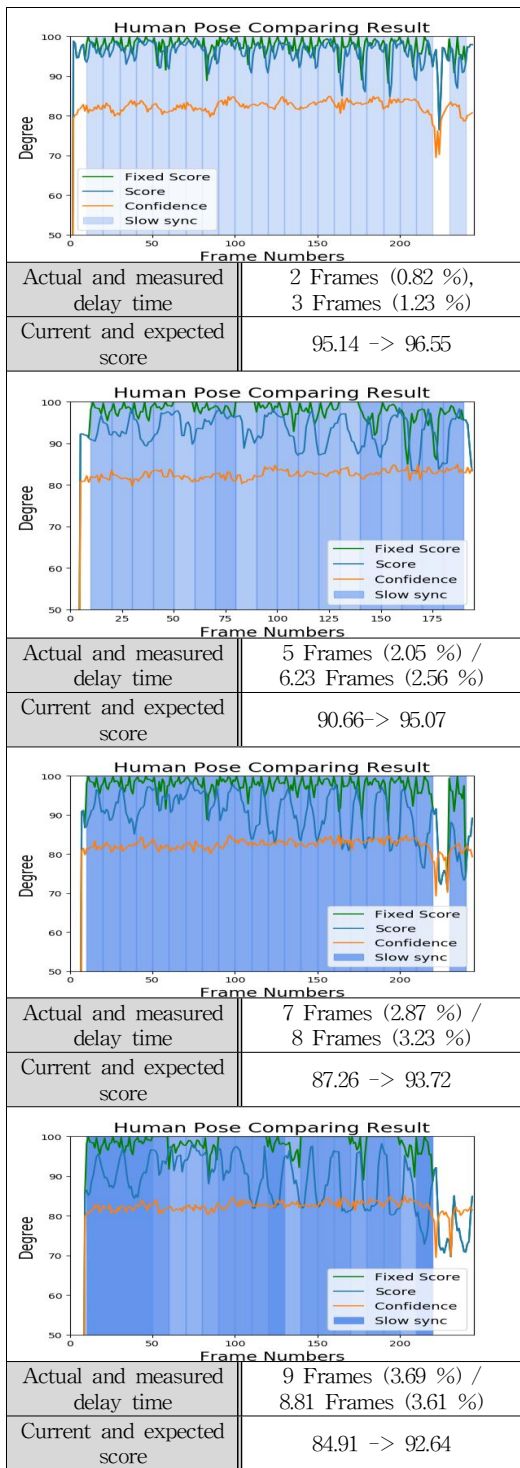 Human Pose Comparing Result
100
90
80
70
60
50
Degree
Fixed Score
Score
Confidence
Slow sync
0 50 100 150 200
Frame Numbers
Actual and measured
delay time
2 Frames (0.82 %),
3 Frames (1.23 %)
Current and expected
score
95.14 -> 96.55
Human Pose Comparing Result
100
90
80
70
60
50
Degree
Fixed Score
Score
Confidence
Slow sync
0 25 50 75 100 125 150 175
Frame Numbers
Actual and measured
delay time
5 Frames (2.05 %) /
6.23 Frames (2.56 %)
Current and expected
score
90.66-> 95.07
Human Pose Comparing Result
100
90
80
70
60
50
Degree
Fixed Score
Score
Confidence
Slow sync
0 50 100 150 200
Frame Numbers
Actual and measured
delay time
7 Frames (2.87 %) /
8 Frames (3.23 %)
Current and expected
score
87.26 -> 93.72
Human Pose Comparing Result
100
90
80
70
60
50
Degree
Fixed Score
Score
Confidence
Slow sync
0 50 100 150 200
Frame Numbers
Actual and measured
delay time
9 Frames (3.69 %) /
8.81 Frames (3.61 %)
Current and expected
score
84.91 -> 92.64